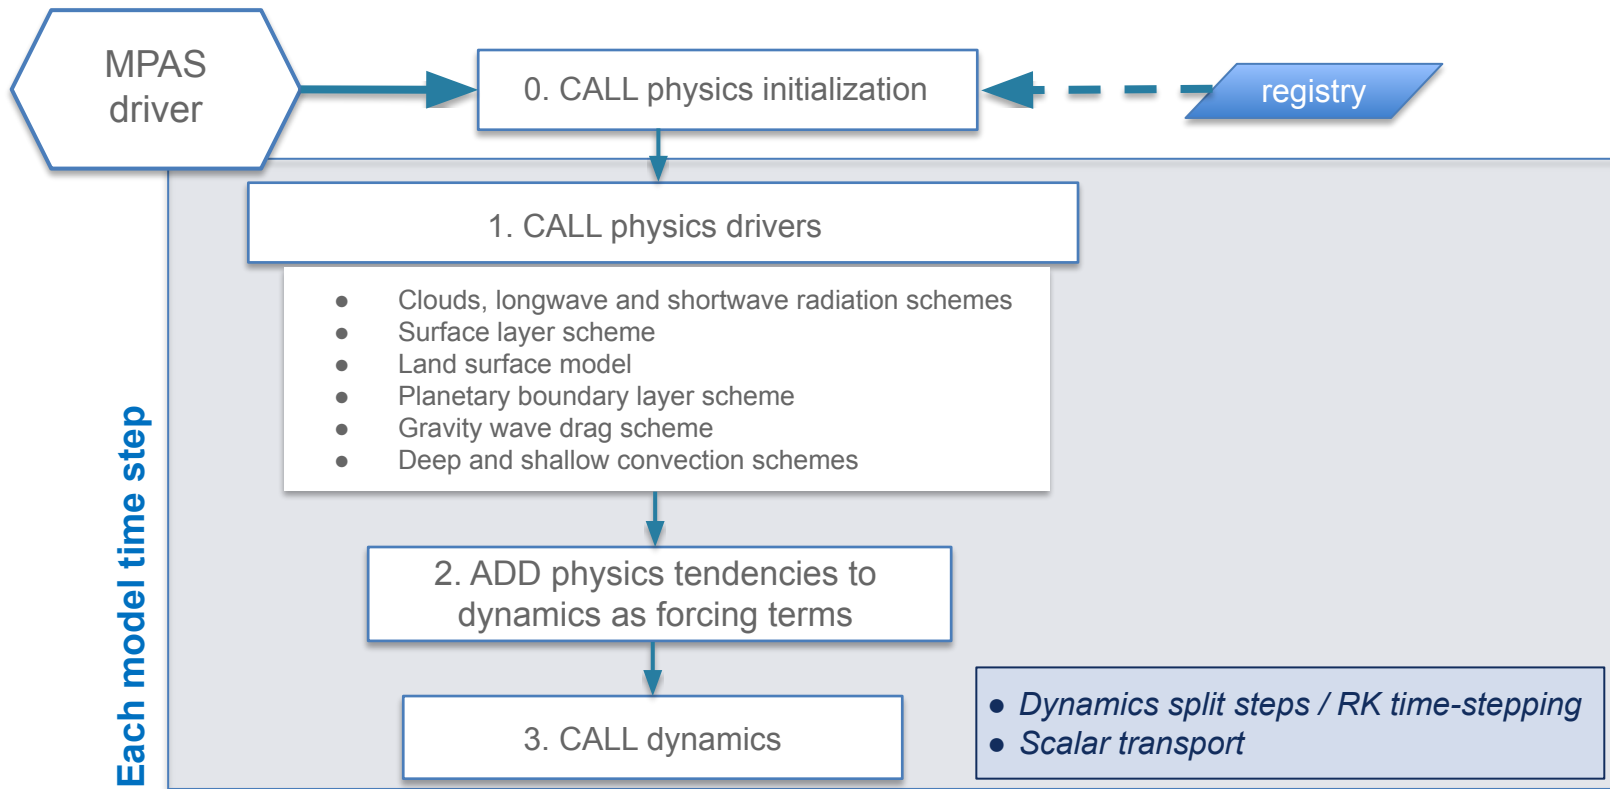 MPAS
driver
0. CALL physics initialization
registry
1. CALL physics drivers
● Clouds, longwave and shortwave radiation schemes
● Surface layer scheme
● Land surface model
● Planetary boundary layer scheme
● Gravity wave drag scheme
● Deep and shallow convection schemes
Each model time step
2. ADD physics tendencies to
dynamics as forcing terms
3. CALL dynamics
● Dynamics split steps / RK time-stepping
● Scalar transport